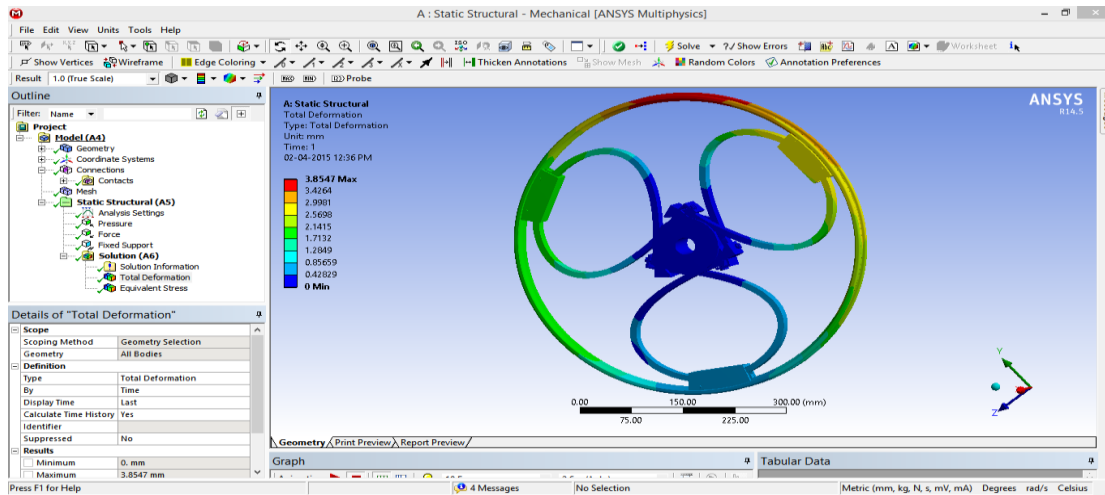 A : Static Structural - Mechanical [ANSYS Multiphysics]
File Edit View Units Tools Help
Solve ?/ Show Errors Worksheet
Show Vertices Wireframe Edge Coloring Thicken Annotations Show Mesh Random Colors Annotation Preferences
Result 1.0 (True Scale) Probe
Outline
Filter: Name
Project
Model (A4)
Geometry
Coordinate Systems
Connections
Contacts
Mesh
Static Structural (A5)
Analysis Settings
Pressure
Force
Fixed Support
Solution (A6)
Solution Information
Total Deformation
Equivalent Stress
Details of "Total Deformation"
Scope
Scoping Method Geometry Selection
Geometry All Bodies
Definition
Type Total Deformation
By Time
Display Time Last
Calculate Time History Yes
Identifier
Suppressed No
Results
Minimum 0. mm
Maximum 3.8547 mm
A: Static Structural
Total Deformation
Type: Total Deformation
Unit: mm
Time: 1
02-04-2015 12:36 PM
3.8547 Max
3.4264
2.9981
2.5698
2.1415
1.7132
1.2849
0.85659
0.42829
0 Min
ANSYS
R14.5
0.00 150.00 300.00 (mm)
75.00 225.00
Y
Z
Geometry Print Preview Report Preview
Graph
Tabular Data
Press F1 for Help
4 Messages
No Selection
Metric (mm, kg, N, s, mV, mA) Degrees rad/s Celsius